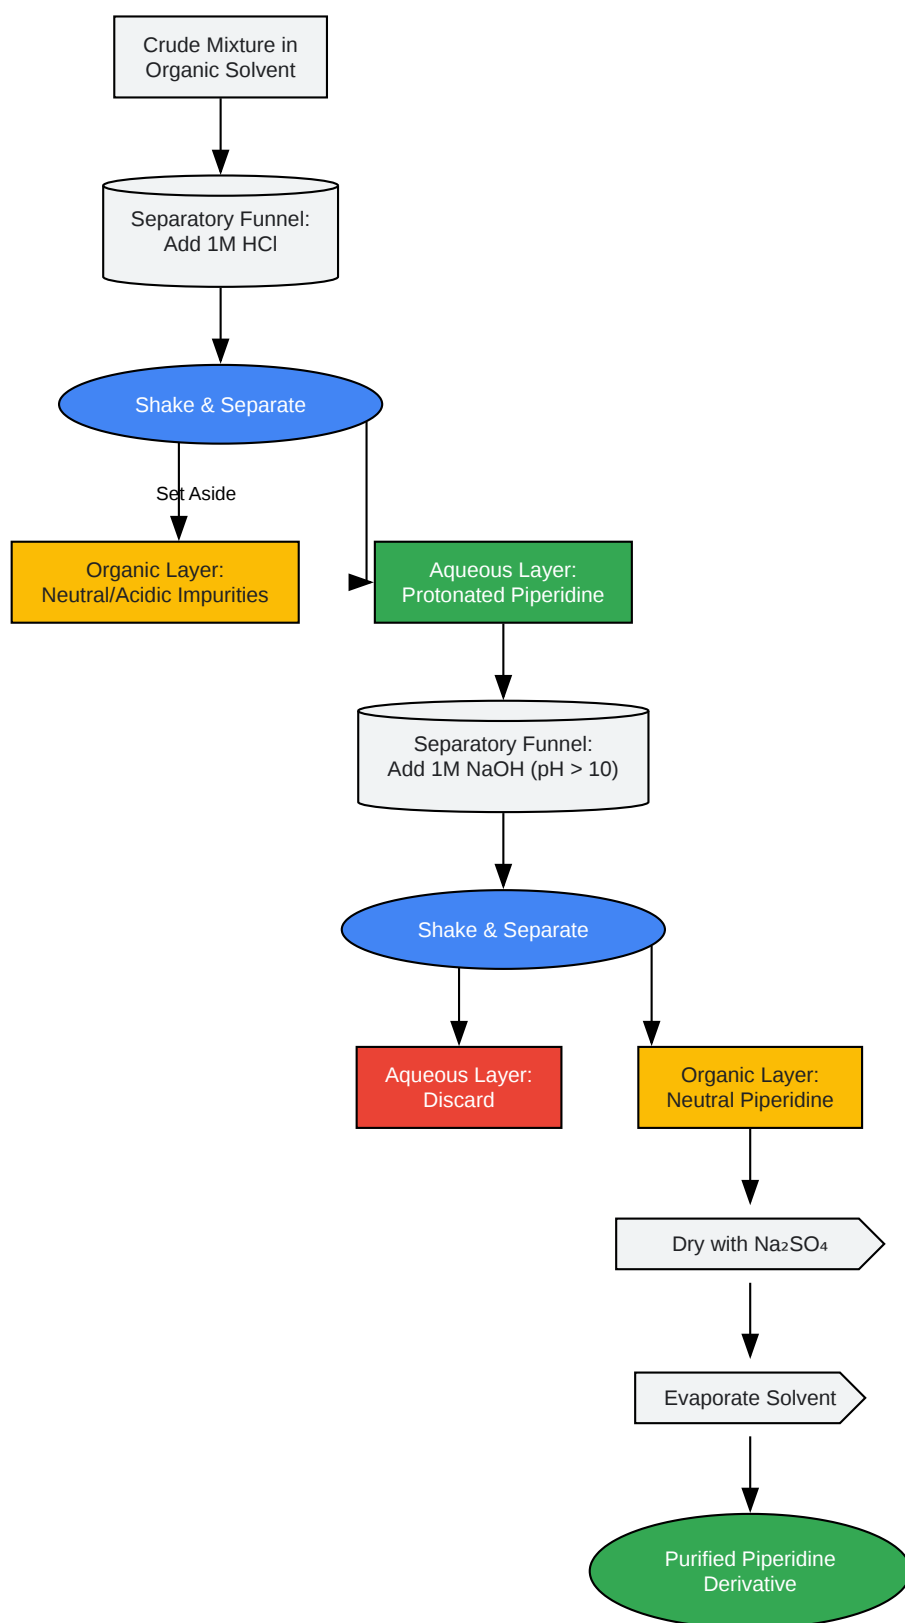 Crude Mixture in
Organic Solvent
Separatory Funnel:
Add 1M HCl
Shake & Separate
Set Aside
Organic Layer:
Neutral/Acidic Impurities
Aqueous Layer:
Protonated Piperidine
Separatory Funnel:
Add 1M NaOH (pH > 10)
Shake & Separate
Aqueous Layer:
Discard
Organic Layer:
Neutral Piperidine
Dry with Na₂SO₄
Evaporate Solvent
Purified Piperidine
Derivative